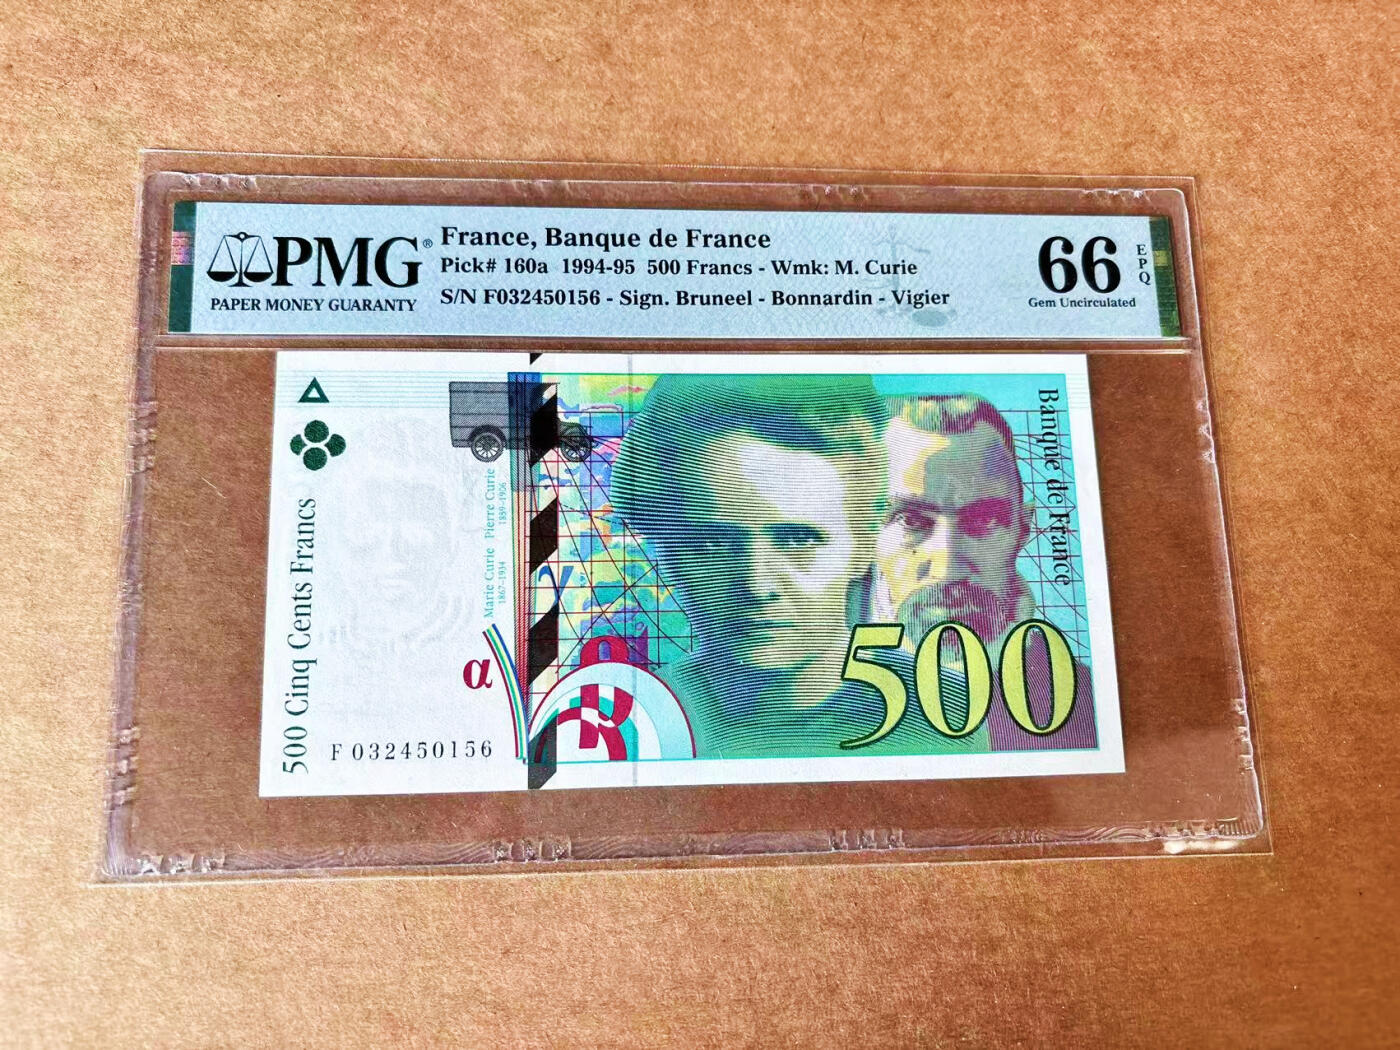 PMG®
PAPER MONEY GUARANTY
France, Banque de France
Pick# 160a 1994-95 500 Francs - Wmk: M. Curie
S/N F032450156 - Sign. Bruneel - Bonnardin - Vigier
66
EPQ
Gem Uncirculated
500 Cinq Cents Francs
F 032450156
Marie Curie Pierre Curie
1867-1934 1859-1906
α
γ
500
Banque de France